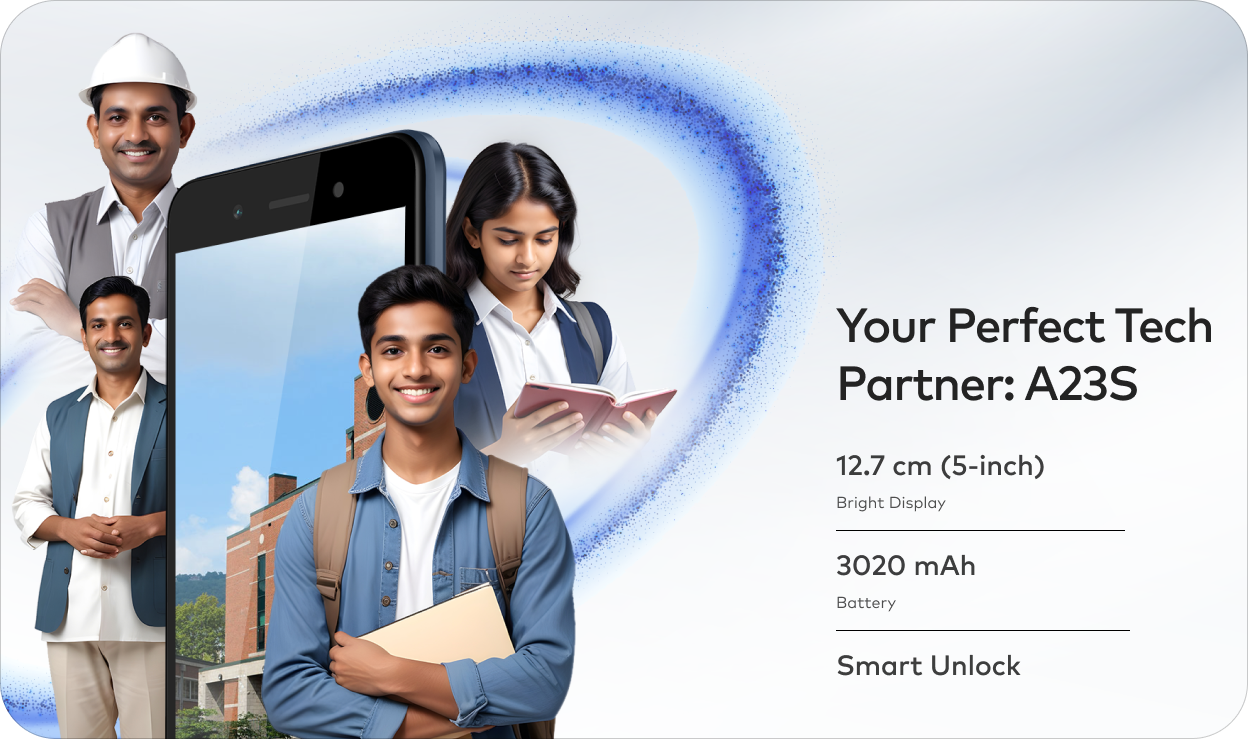 Your Perfect Tech
Partner: A23S
12.7 cm (5-inch)
Bright Display
3020 mAh
Battery
Smart Unlock